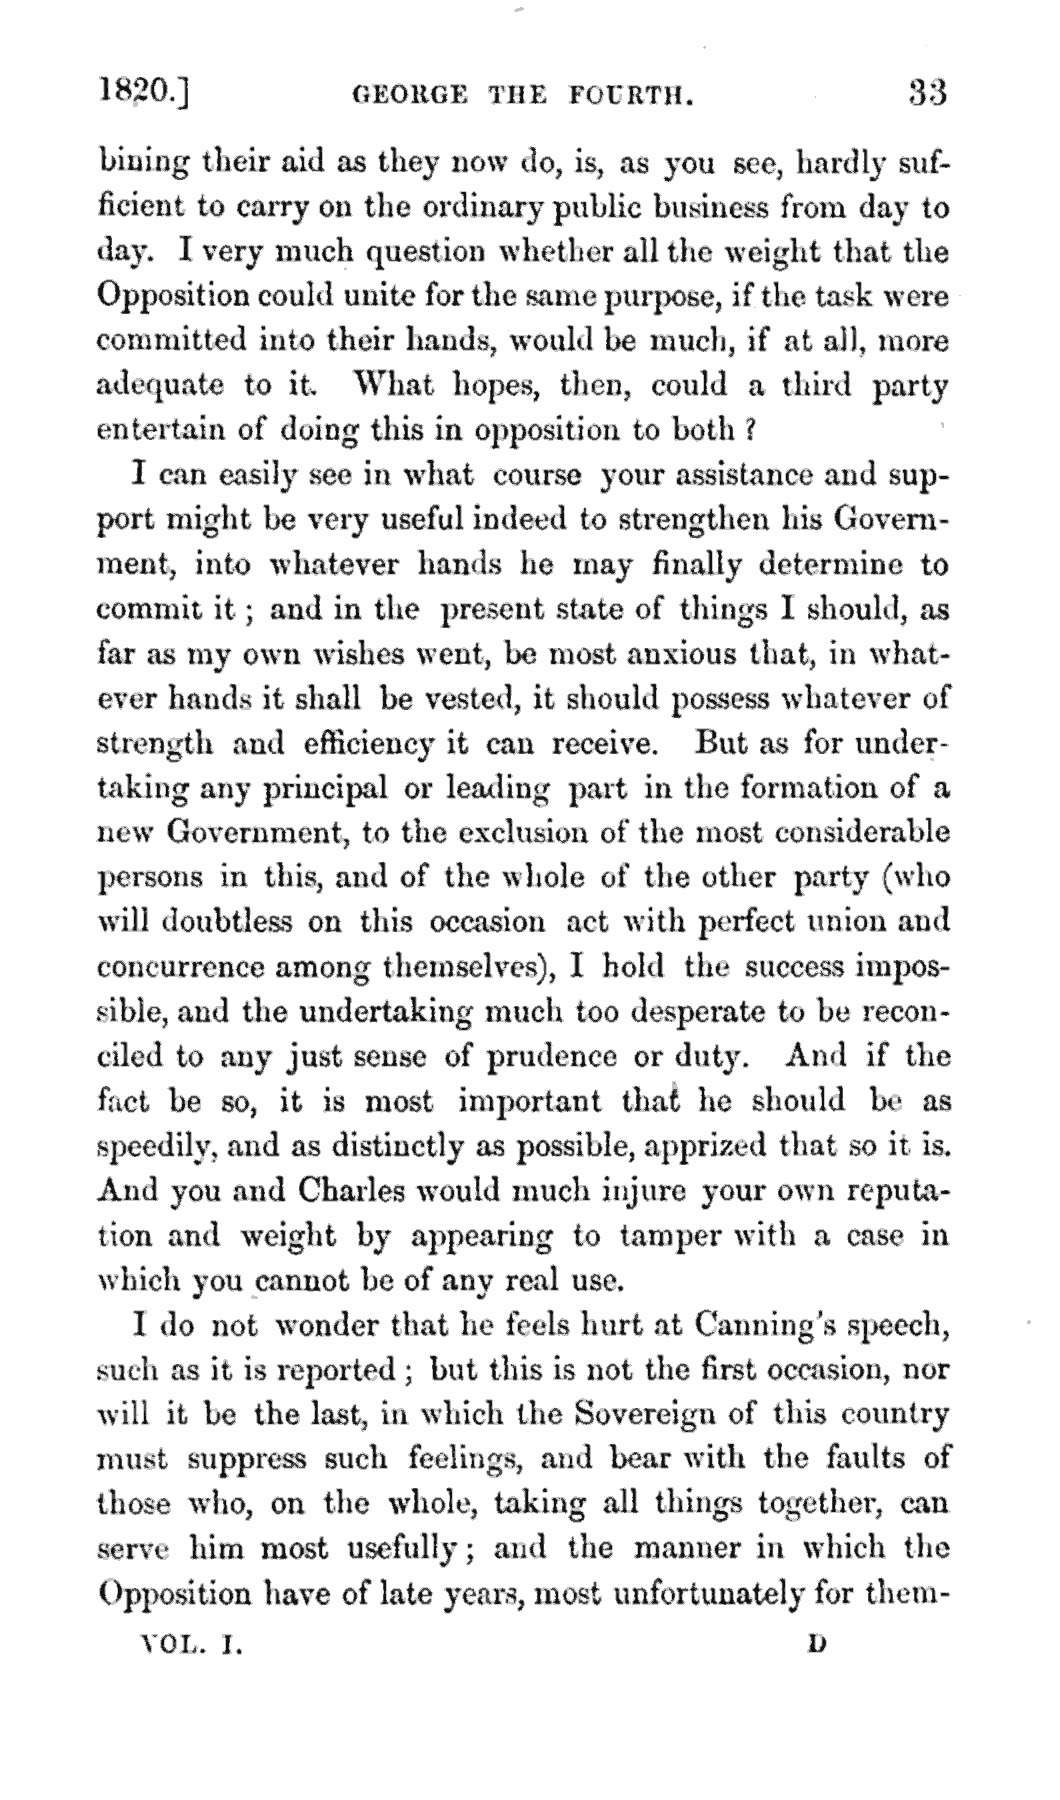 1820.] GEORGE THE FOURTH. 33
bining their aid as they now do, is, as you see, hardly suf-
ficient to carry on the ordinary public business from day to
day. I very much question whether all the weight that the
Opposition could unite for the same purpose, if the task were
committed into their hands, would be much, if at all, more
adequate to it. What hopes, then, could a third party
entertain of doing this in opposition to both ?
I can easily see in what course your assistance and sup-
port might be very useful indeed to strengthen his Govern-
ment, into whatever hands he may finally determine to
commit it ; and in the present state of things I should, as
far as my own wishes went, be most anxious that, in what-
ever hands it shall be vested, it should possess whatever of
strength and efficiency it can receive. But as for under-
taking any principal or leading part in the formation of a
new Government, to the exclusion of the most considerable
persons in this, and of the whole of the other party (who
will doubtless on this occasion act with perfect union and
concurrence among themselves), I hold the success impos-
sible, and the undertaking much too desperate to be recon-
ciled to any just sense of prudence or duty. And if the
fact be so, it is most important that he should be as
speedily, and as distinctly as possible, apprized that so it is.
And you and Charles would much injure your own reputa-
tion and weight by appearing to tamper with a case in
which you cannot be of any real use.
I do not wonder that he feels hurt at Canning's speech,
such as it is reported ; but this is not the first occasion, nor
will it be the last, in which the Sovereign of this country
must suppress such feelings, and bear with the faults of
those who, on the whole, taking all things together, can
serve him most usefully ; and the manner in which the
Opposition have of late years, most unfortunately for them-
VOL. I. D